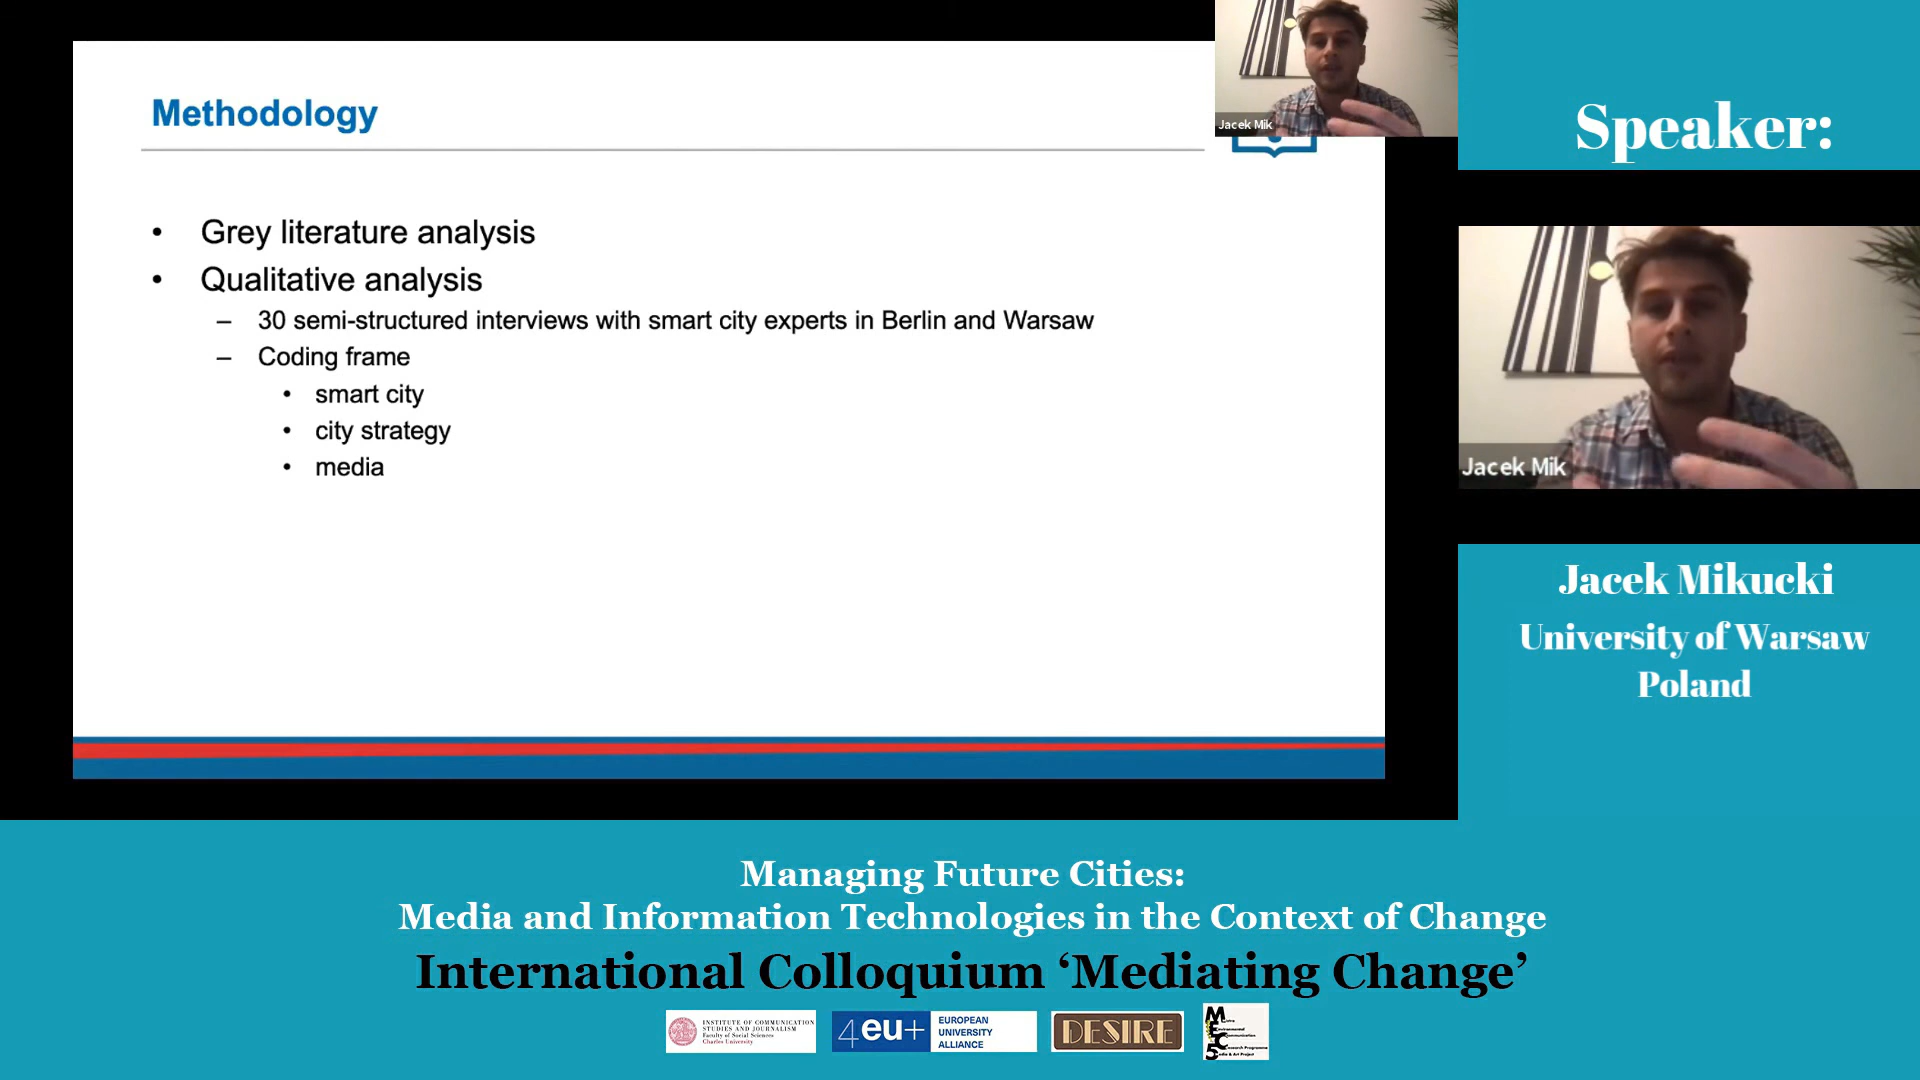 Methodology
Jacek Mik
• Grey literature analysis
• Qualitative analysis
– 30 semi-structured interviews with smart city experts in Berlin and Warsaw
– Coding frame
• smart city
• city strategy
• media
Speaker:
Jacek Mik
Jacek Mikucki
University of Warsaw
Poland
Managing Future Cities:
Media and Information Technologies in the Context of Change
International Colloquium ‘Mediating Change’
INSTITUTE OF COMMUNICATION
STUDIES AND JOURNALISM
Faculty of Social Sciences
Charles University
4eu+
EUROPEAN
UNIVERSITY
ALLIANCE
DESIRE